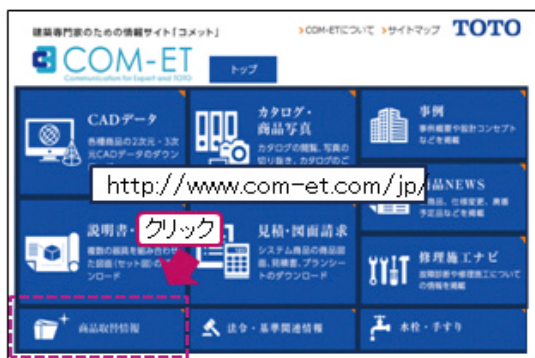 建築専門家のための情報サイト「コメット」
>COM-ETについて >サイトマップ TOTO
COM-ET
Communication for Expert and TOTO
トップ
CADデータ
各種商品の2次元・3次
元CADデータのダウン
カタログ・
商品写真
カタログの閲覧、写真の
切り抜き、カタログのご
事例
事例概要や設計コンセプト
などを掲載
http://www.com-et.com/jp/
NEWS
商品、仕様変更、廃番
予定品などを掲載
説明書・
クリック
複数の器具を組み合わせ
た図面(セット図)の
ンロード
見積・図面請求
システム商品の商品図
面、見積書、プランシー
トのダウンロード
修理施工ナビ
故障診断や修理施工について
の情報を掲載
商品取替情報
法令・基準関連情報
水栓・手すり